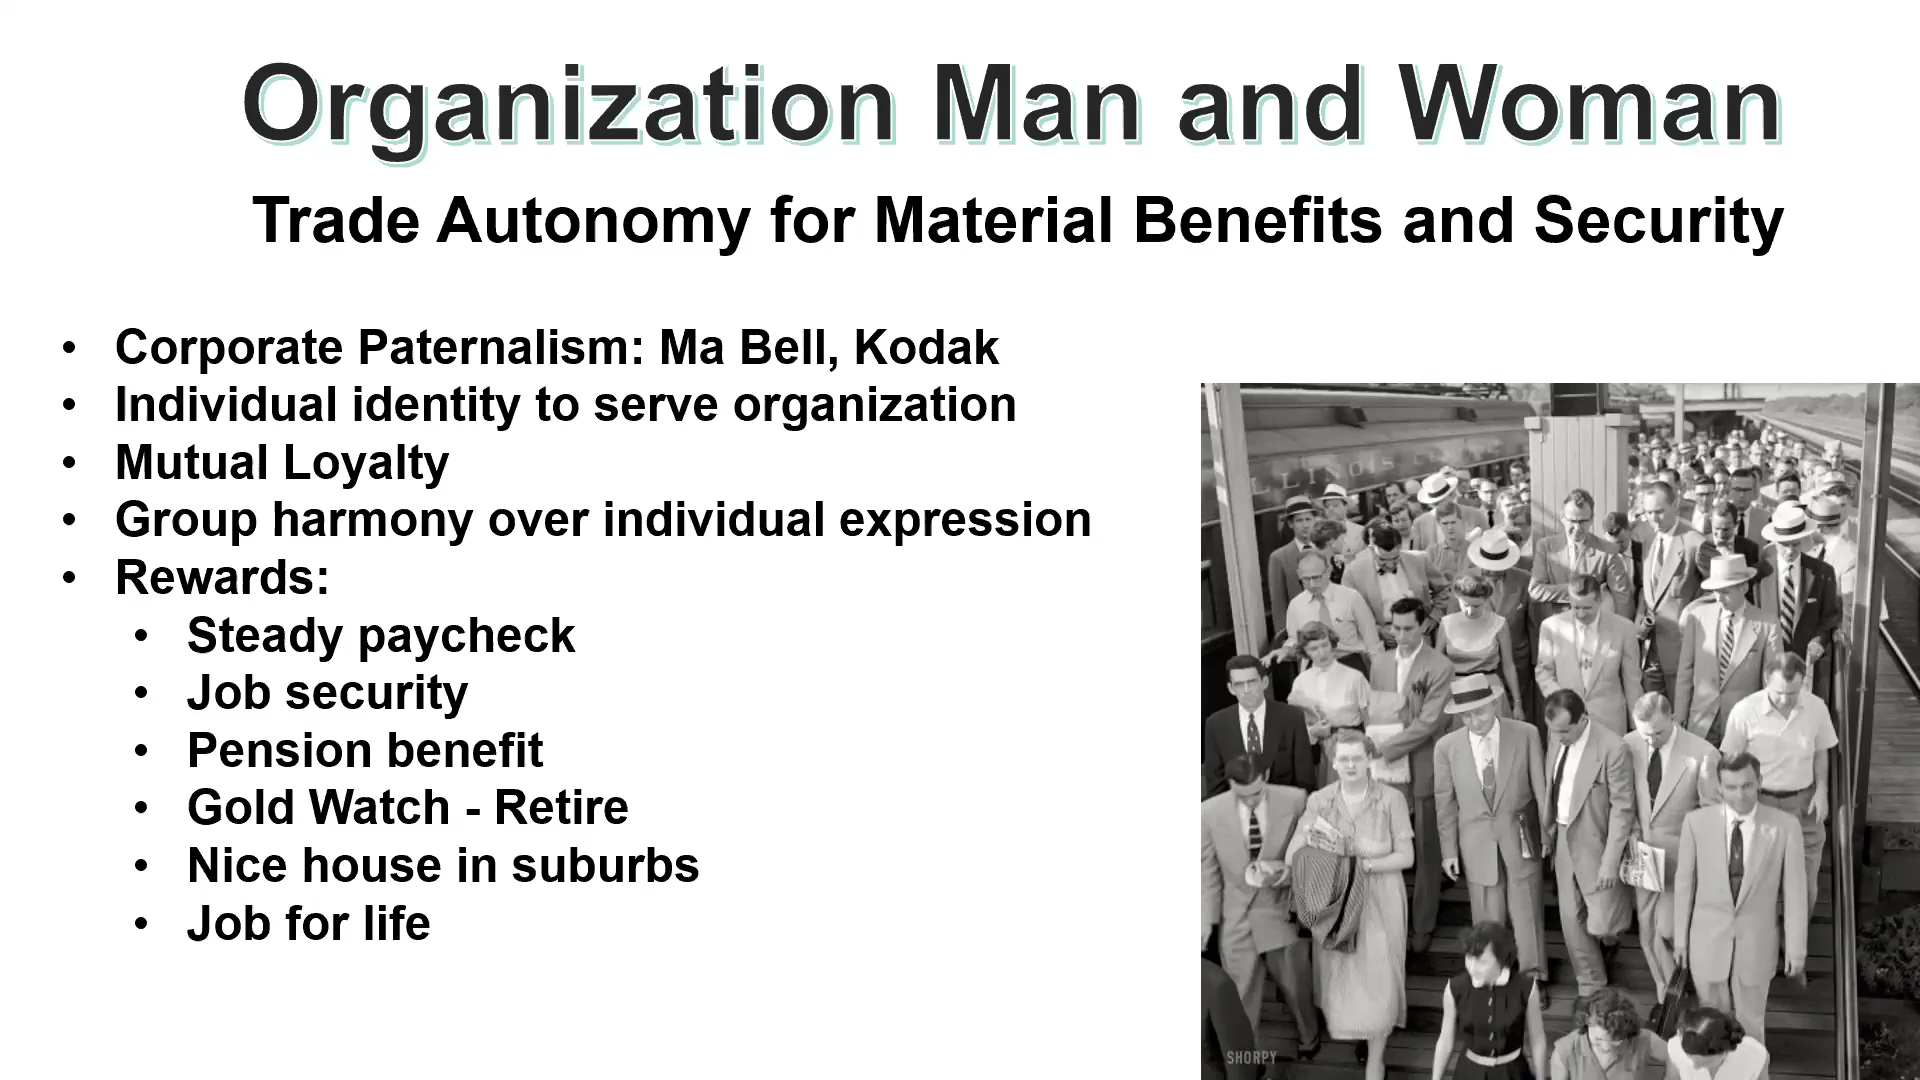 Organization Man and Woman
Trade Autonomy for Material Benefits and Security
• Corporate Paternalism: Ma Bell, Kodak
• Individual identity to serve organization
• Mutual Loyalty
• Group harmony over individual expression
• Rewards:
• Steady paycheck
• Job security
• Pension benefit
• Gold Watch - Retire
• Nice house in suburbs
• Job for life
SHORPY